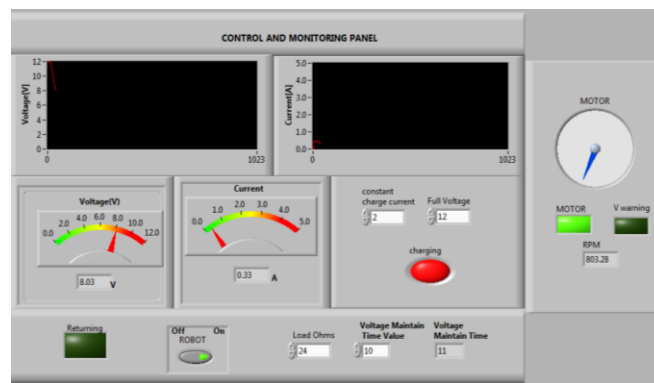 CONTROL AND MONITORING PANEL
Voltage[V]
12
10
8
6
4
2
0
0
1023
Current[A]
5.0
4.0
3.0
2.0
1.0
0.0
0
1023
MOTOR
Voltage(V)
0.0 2.0 4.0 6.0 8.0 10.0 12.0
8.03 V
Current
0.0 1.0 2.0 3.0 4.0 5.0
0.33 A
constant
charge current
2
Full Voltage
12
charging
MOTOR
V warning
RPM
803.28
Returning
Off On
ROBOT
Load Ohms
24
Voltage Maintain
Time Value
10
Voltage
Maintain Time
11